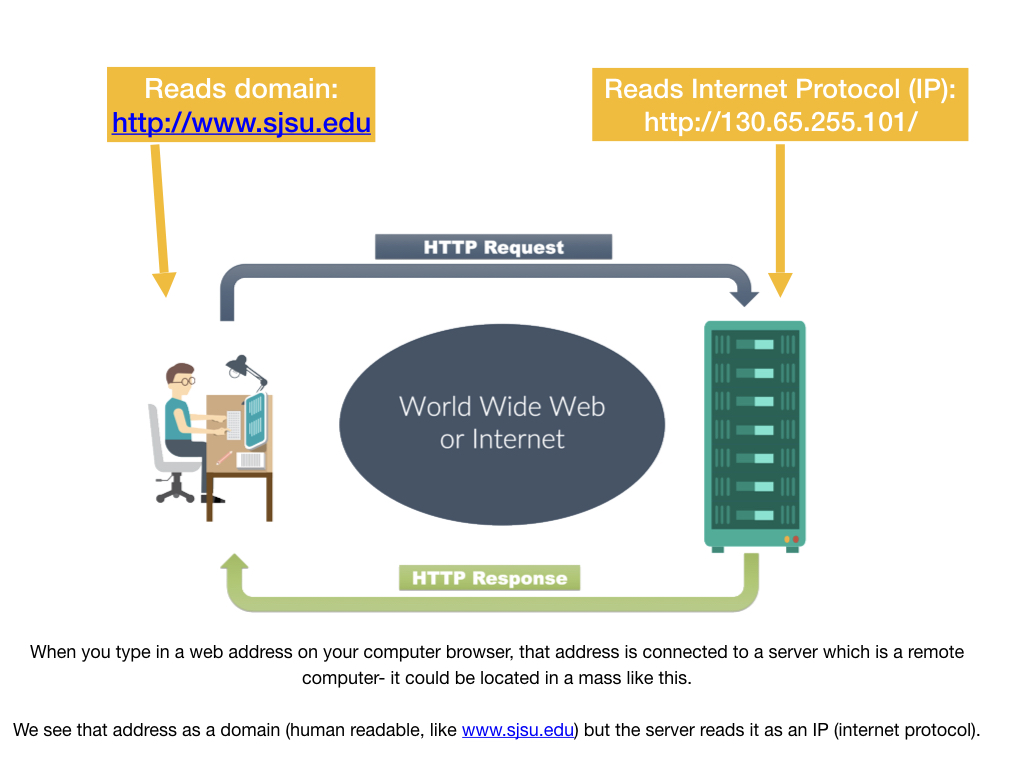 Reads domain:
http://www.sjsu.edu
Reads Internet Protocol (IP):
http://130.65.255.101/
HTTP Request
World Wide Web
or Internet
HTTP Response
When you type in a web address on your computer browser, that address is connected to a server which is a remote
computer- it could be located in a mass like this.
We see that address as a domain (human readable, like www.sjsu.edu) but the server reads it as an IP (internet protocol).